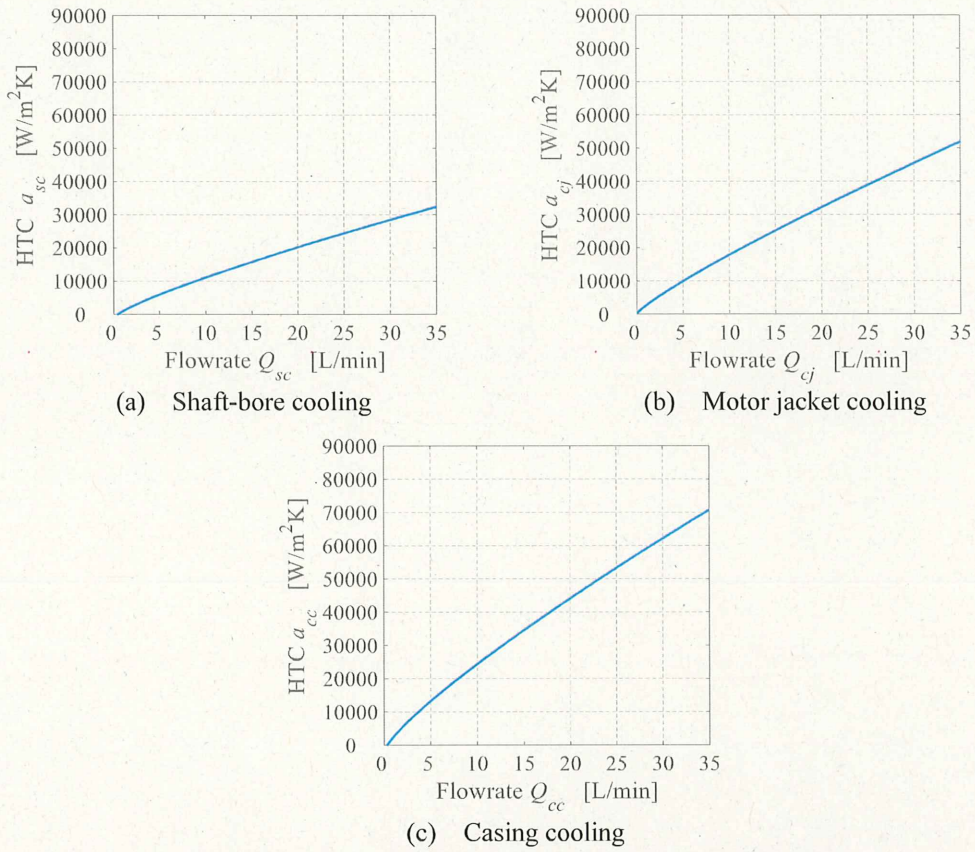 90000
80000
70000
60000
50000
40000
30000
20000
10000
0
HTC a_sc [W/m²K]
0 5 10 15 20 25 30 35
Flowrate Q_sc [L/min]
(a) Shaft-bore cooling
90000
80000
70000
60000
50000
40000
30000
20000
10000
0
HTC a_cj [W/m²K]
0 5 10 15 20 25 30 35
Flowrate Q_cj [L/min]
(b) Motor jacket cooling
90000
80000
70000
60000
50000
40000
30000
20000
10000
0
HTC a_cc [W/m²K]
0 5 10 15 20 25 30 35
Flowrate Q_cc [L/min]
(c) Casing cooling